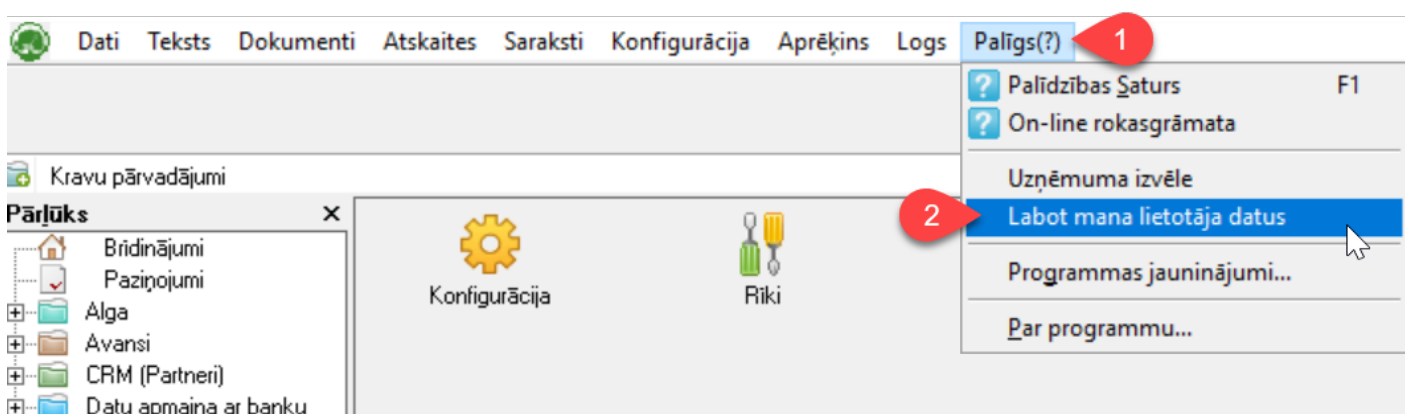 Dati Teksts Dokumenti Atskaites Saraksti Konfigurācija Aprēķins Logs Palīgs(?) 1
? Palīdzības Saturs F1
? On-line rokasgrāmata
Kravu pārvadājumi
Uzņēmuma izvēle
Pārlūks ×
2 Labot mana lietotāja datus
Brīdinājumi
Paziņojumi
Programmas jauninājumi...
Konfigurācija Rīki
Alga
Par programmu...
Avansi
CRM (Partneri)
Datu apmaiņa ar banku